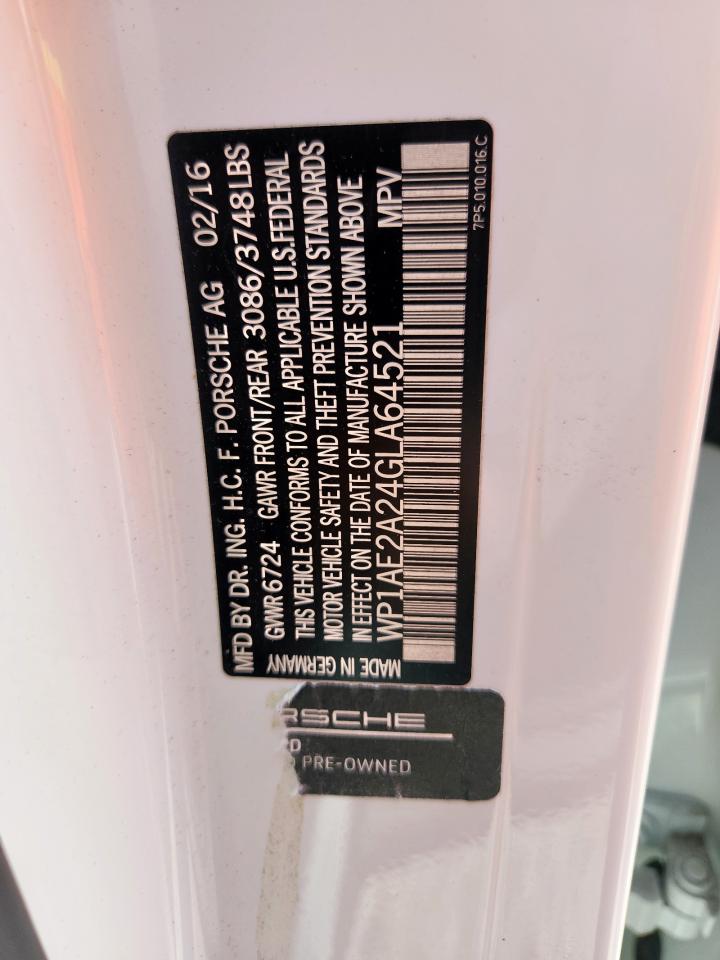 MFD BY DR. ING. H.C. F. PORSCHE AG 02/16
GWR 6724 GAWR FRONT/REAR 3086/3748LBS
THIS VEHICLE CONFORMS TO ALL APPLICABLE U.S.FEDERAL
MOTOR VEHICLE SAFETY AND THEFT PREVENTION STANDARDS
IN EFFECT ON THE DATE OF MANUFACTURE SHOWN ABOVE.
MADE IN GERMANY WP1AE2A24GLA64521 MPV
7P5.010.016.C
RSCHE
D
PRE-OWNED